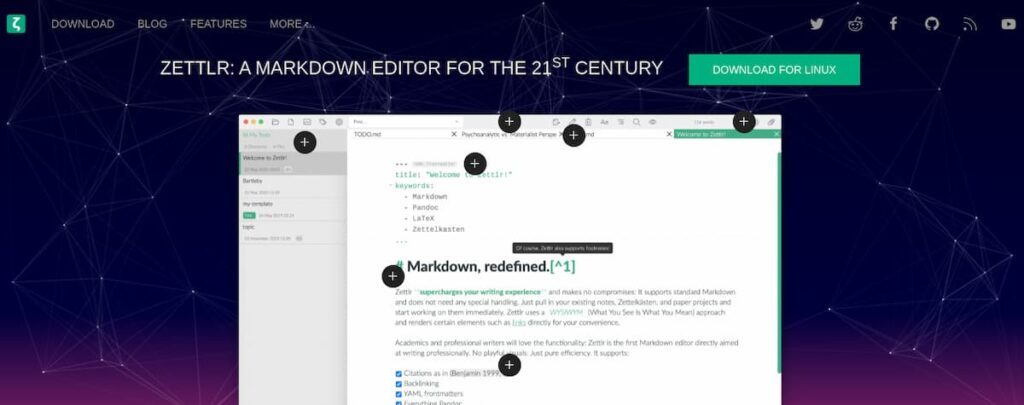 ζ DOWNLOAD BLOG FEATURES MORE...
ZETTLR: A MARKDOWN EDITOR FOR THE 21ST CENTURY
DOWNLOAD FOR LINUX
TODO.md Psychoanalytic vs Materialist Perspe md Welcome to Zettlr!
Welcome to Zettlr!
Bartleby
my-template
topic
--- YAML Frontmatter
title: "Welcome to Zettlr!"
keywords:
- Markdown
- Pandoc
- LaTeX
- Zettelkasten
...
Of course, Zettlr also supports footnotes!
# Markdown, redefined.[^1]
Zettlr **supercharges your writing experience** and makes no compromises: It supports standard Markdown
and does not need any special handling. Just pull in your existing notes, Zettelkästen, and paper projects and
start working on them immediately. Zettlr uses a _WYSIWYM_ (What You See Is What You Mean) approach
and renders certain elements such as links directly for your convenience.
Academics and professional writers will love the functionality: Zettlr is the first Markdown editor directly aimed
at writing professionally. No playful visuals: Just pure efficiency. It supports:
Citations as in (Benjamin 1999)
Backlinking
YAML frontmatters
Everything Pandoc